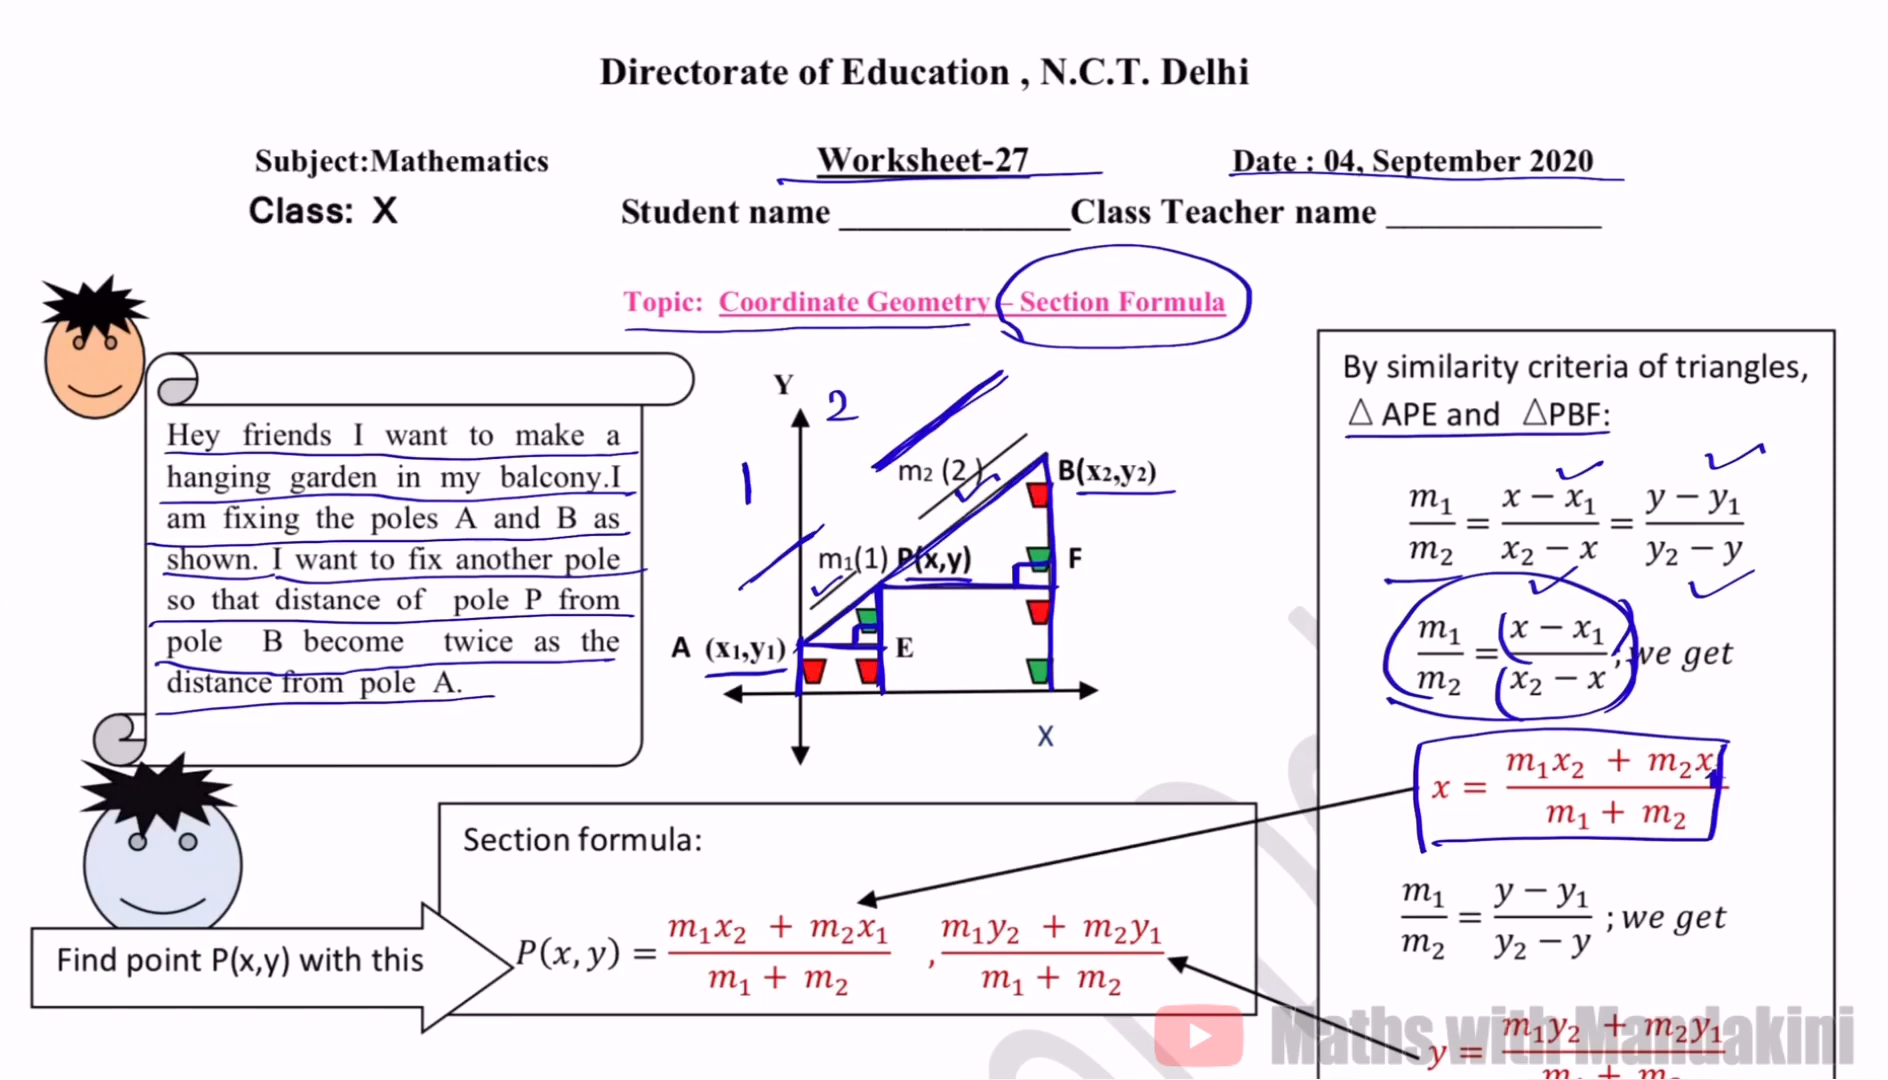 Directorate of Education , N.C.T. Delhi
Subject:Mathematics Worksheet-27 Date : 04, September 2020
Class: X Student name ____________Class Teacher name ____________
Topic: Coordinate Geometry – Section Formula
Hey friends I want to make a
hanging garden in my balcony.I
am fixing the poles A and B as
shown. I want to fix another pole
so that distance of pole P from
pole B become twice as the
distance from pole A.
Y
2
1
m₂ (2 )
B(x₂,y₂)
m₁(1) P(x,y)
F
A (x₁,y₁)
E
X
By similarity criteria of triangles,
△ APE and △PBF:
m₁/m₂ = (x − x₁)/(x₂ − x) = (y − y₁)/(y₂ − y)
m₁/m₂ = (x − x₁)/(x₂ − x) ; we get
x = (m₁x₂ + m₂x₁)/(m₁ + m₂)
m₁/m₂ = (y − y₁)/(y₂ − y) ; we get
y = (m₁y₂ + m₂y₁)/(m₁ + m₂)
Section formula:
Find point P(x,y) with this
P(x, y) = (m₁x₂ + m₂x₁)/(m₁ + m₂) , (m₁y₂ + m₂y₁)/(m₁ + m₂)
Maths with Mandakini